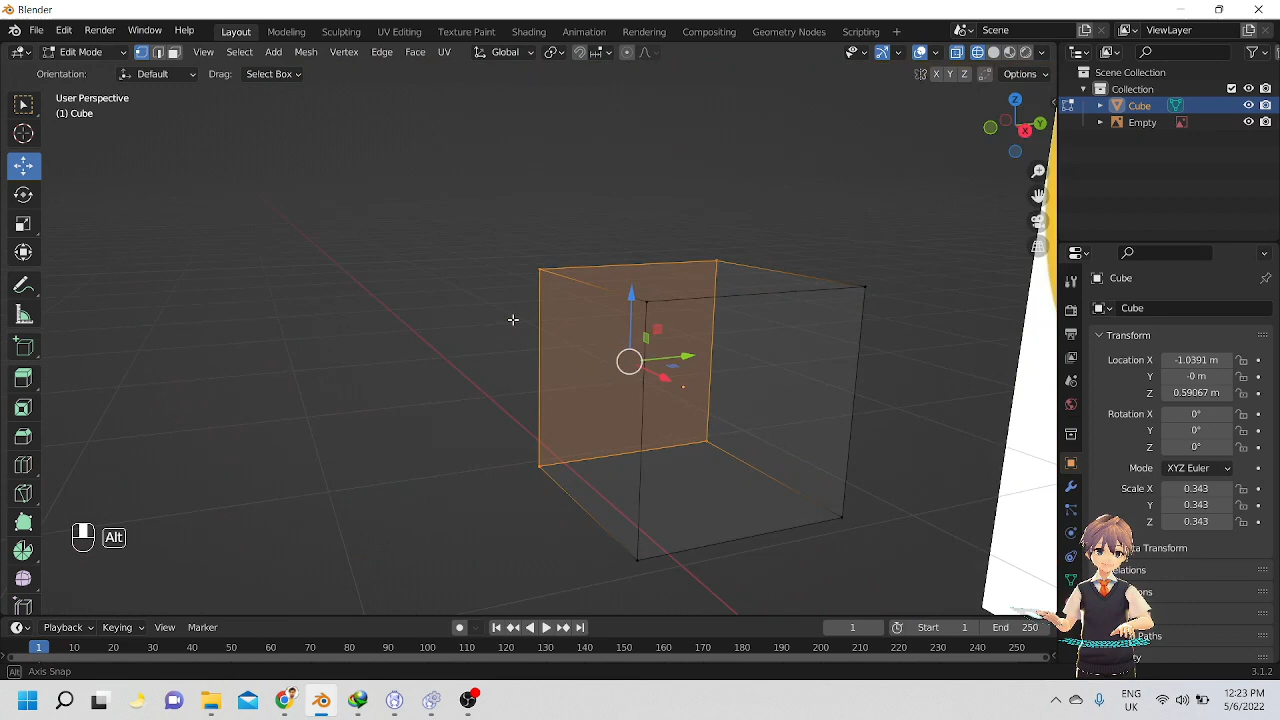 Blender
File Edit Render Window Help Layout Modeling Sculpting UV Editing Texture Paint Shading Animation Rendering Compositing Geometry Nodes Scripting + Scene ViewLayer
Edit Mode View Select Add Mesh Vertex Edge Face UV Global
Orientation: Default Drag: Select Box X Y Z Options
Scene Collection
Collection
Cube
Empty
User Perspective
(1) Cube
Z
Y
X
Cube
Cube
Transform
Location X -1.0391 m
Y -0 m
Z 0.59067 m
Rotation X 0°
Y 0°
Z 0°
Mode XYZ Euler
Scale X 0.343
Y 0.343
Z 0.343
Transform
Alt
Playback Keying View Marker 1 Start 1 End 250
1 10 20 30 40 50 60 70 80 90 100 110 120 130 140 150 160 170 180 190 200 210 220 230 240 250
Alt Axis Snap 3.1.2
ENG
UK
12:23 PM
5/6/2022